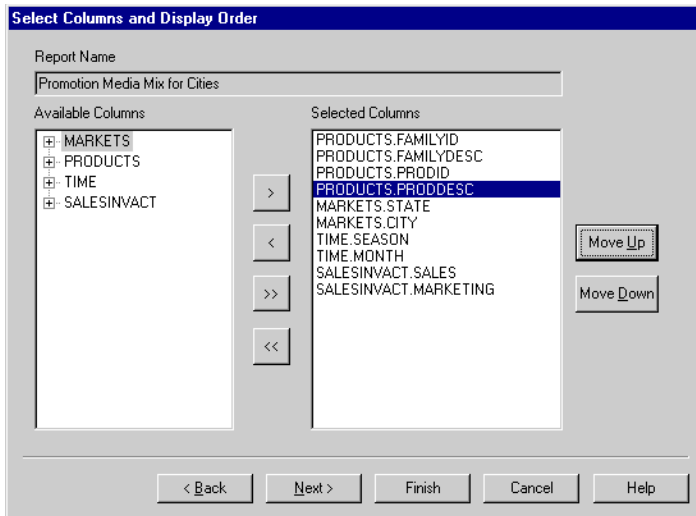 Select Columns and Display Order
Report Name
Promotion Media Mix for Cities
Available Columns
Selected Columns
MARKETS
PRODUCTS
TIME
SALESINVACT
>
<
>>
<<
PRODUCTS.FAMILYID
PRODUCTS.FAMILYDESC
PRODUCTS.PRODID
PRODUCTS.PRODDESC
MARKETS.STATE
MARKETS.CITY
TIME.SEASON
TIME.MONTH
SALESINVACT.SALES
SALESINVACT.MARKETING
Move Up
Move Down
< Back
Next >
Finish
Cancel
Help